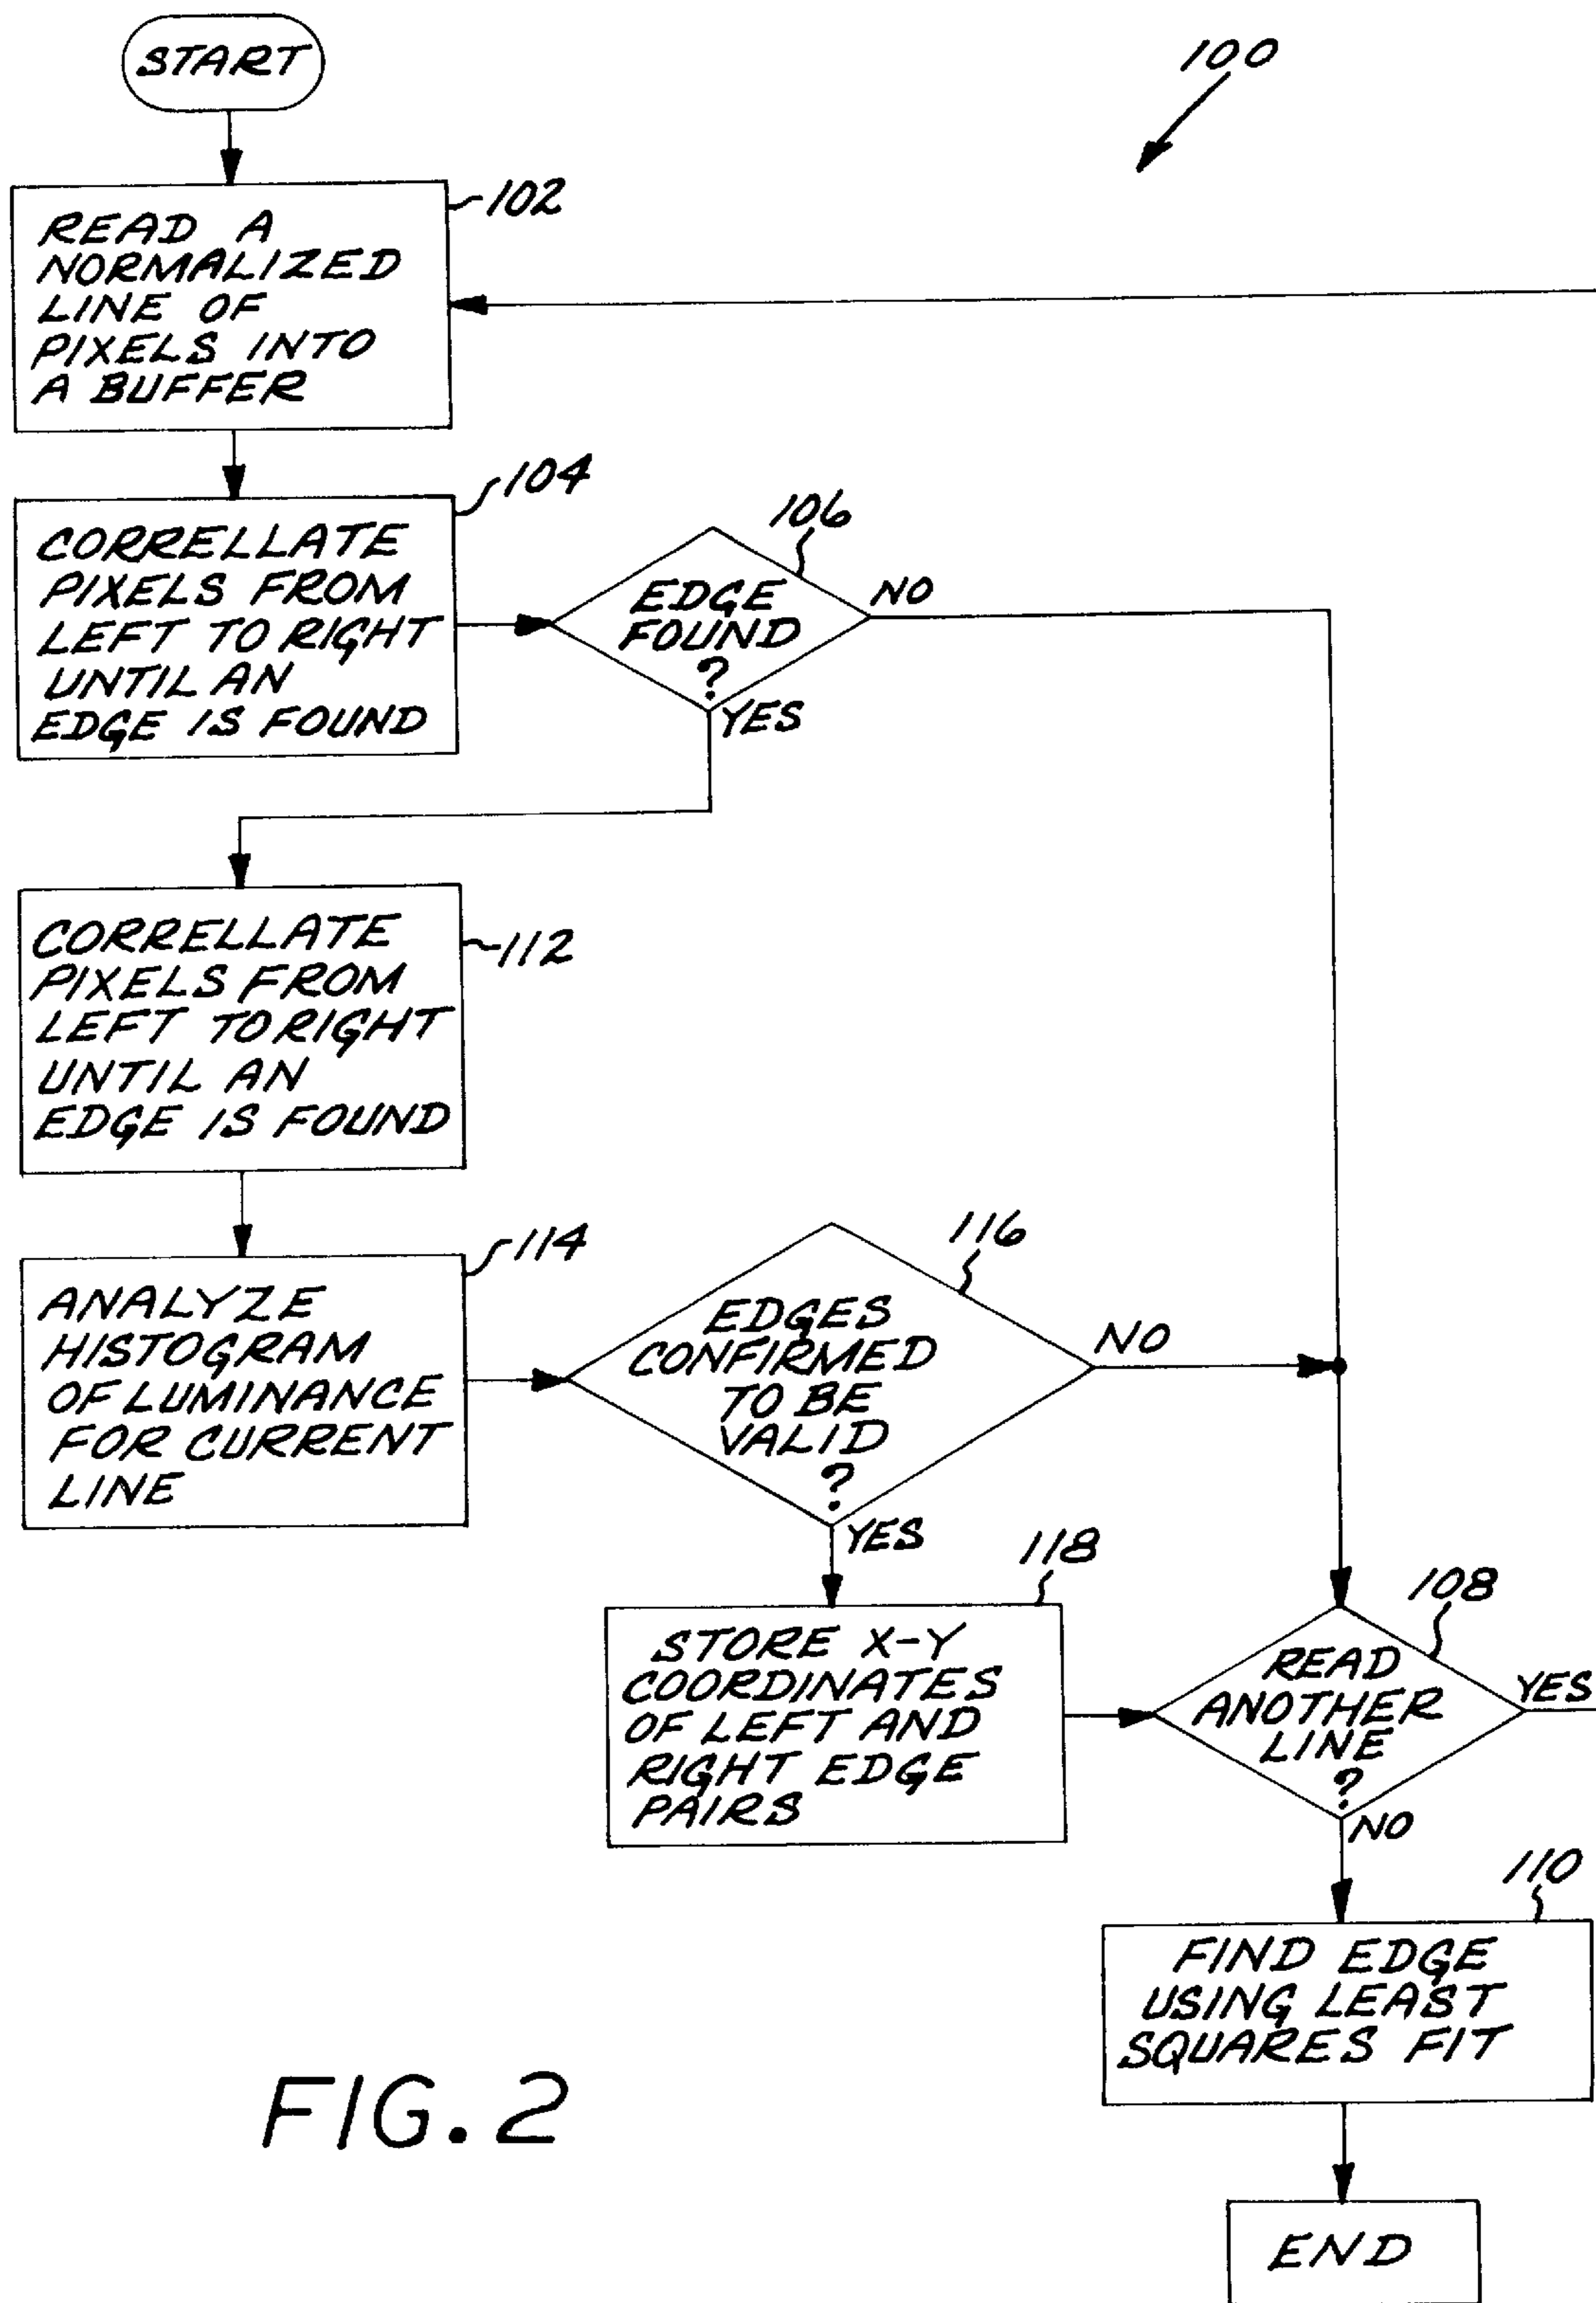 START
100
102
READ A
NORMALIZED
LINE OF
PIXELS INTO
A BUFFER
104
CORRELLATE
PIXELS FROM
LEFT TO RIGHT
UNTIL AN
EDGE IS FOUND
106
EDGE
FOUND
?
NO
YES
112
CORRELLATE
PIXELS FROM
LEFT TO RIGHT
UNTIL AN
EDGE IS FOUND
114
ANALYZE
HISTOGRAM
OF LUMINANCE
FOR CURRENT
LINE
116
EDGES
CONFIRMED
TO BE
VALID
?
NO
YES
118
STORE X-Y
COORDINATES
OF LEFT AND
RIGHT EDGE
PAIRS
108
READ
ANOTHER
LINE
?
YES
NO
110
FIND EDGE
USING LEAST
SQUARES FIT
END
FIG. 2